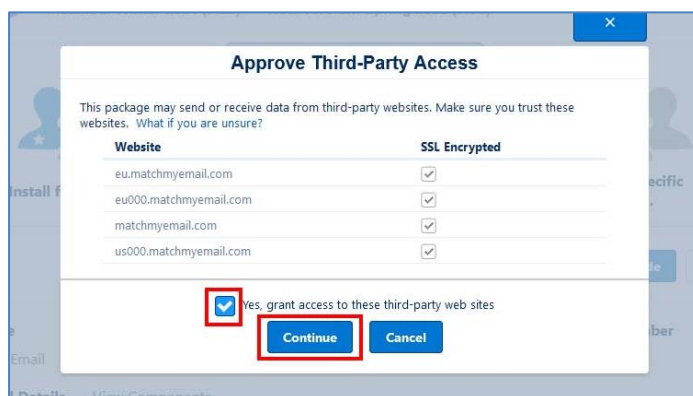 ×
Approve Third-Party Access
This package may send or receive data from third-party websites. Make sure you trust these
websites. What if you are unsure?
Website SSL Encrypted
eu.matchmyemail.com
eu000.matchmyemail.com
matchmyemail.com
us000.matchmyemail.com
Install f
ecific
Yes, grant access to these third-party web sites
Continue Cancel
Email
View Components